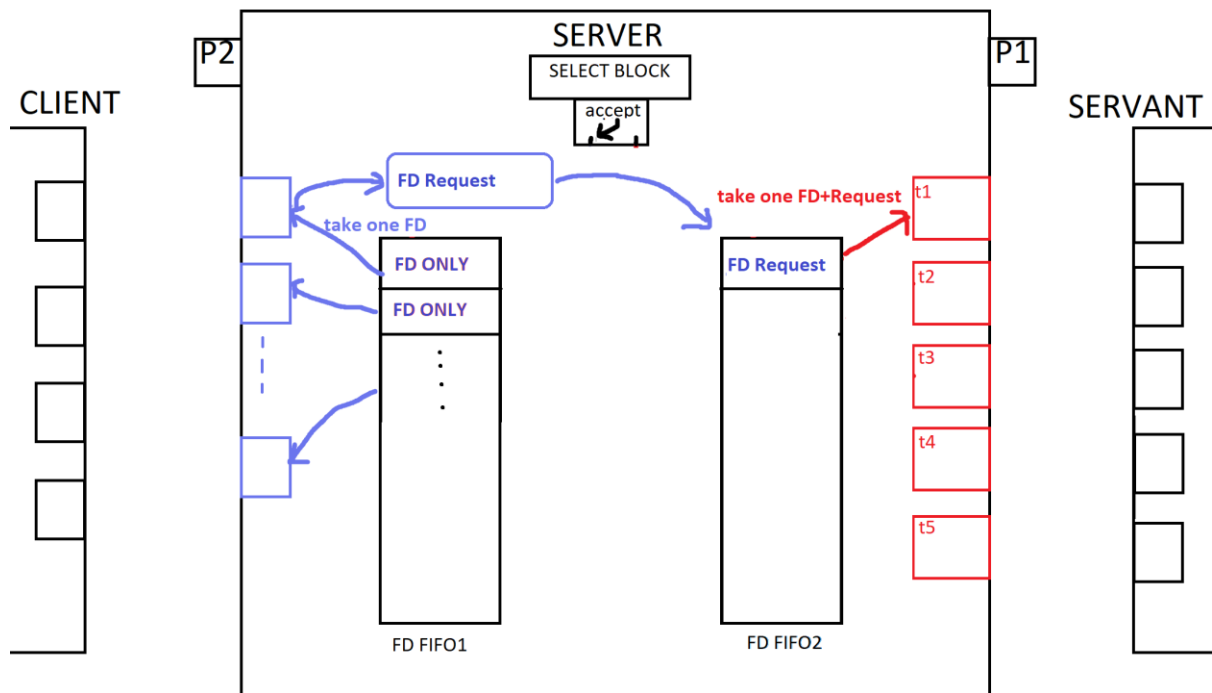 SERVER
P2
P1
SELECT BLOCK
CLIENT
SERVANT
accept
FD Request
take one FD
take one FD+Request
t1
FD ONLY
FD Request
t2
FD ONLY
t3
t4
t5
FD FIFO1
FD FIFO2